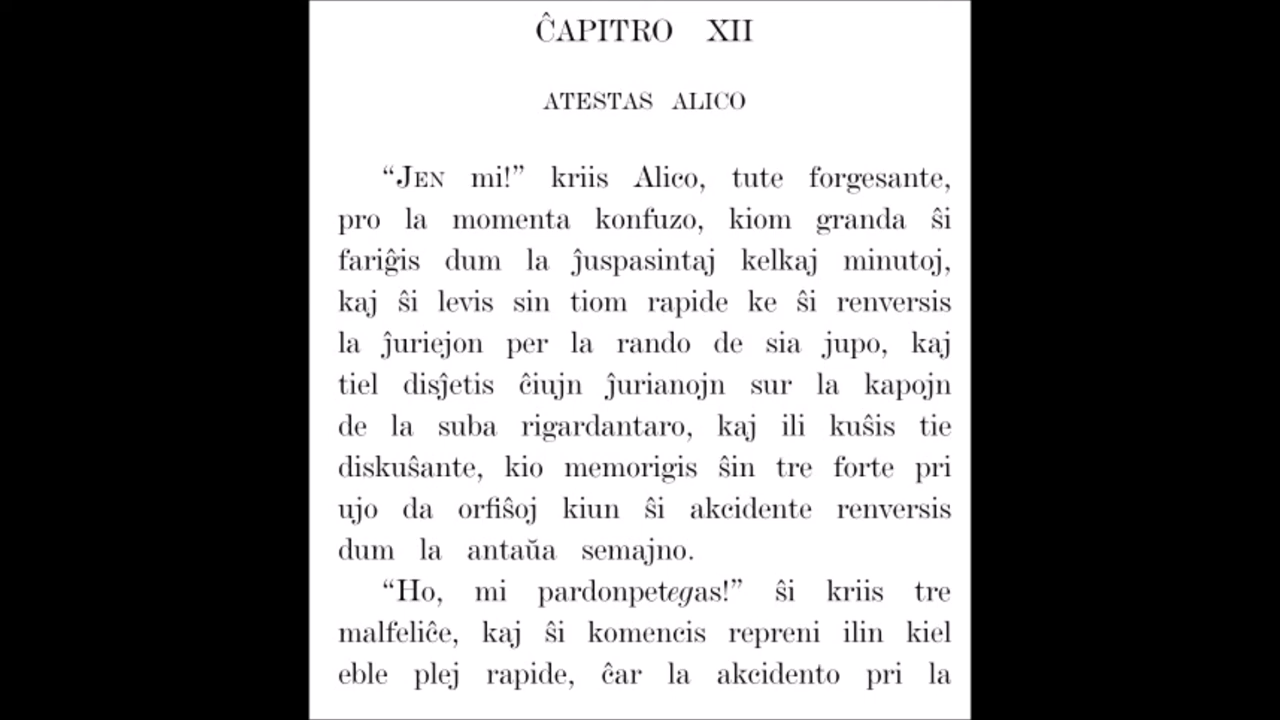 ĈAPITRO XII
ATESTAS ALICO
“JEN mi!” kriis Alico, tute forgesante,
pro la momenta konfuzo, kiom granda ŝi
fariĝis dum la ĵuspasintaj kelkaj minutoj,
kaj ŝi levis sin tiom rapide ke ŝi renversis
la ĵuriejon per la rando de sia jupo, kaj
tiel disĵetis ĉiujn ĵurianojn sur la kapojn
de la suba rigardantaro, kaj ili kuŝis tie
diskuŝante, kio memorigis ŝin tre forte pri
ujo da orfiŝoj kiun ŝi akcidente renversis
dum la antaŭa semajno.
“Ho, mi pardonpetegas!” ŝi kriis tre
malfeliĉe, kaj ŝi komencis repreni ilin kiel
eble plej rapide, ĉar la akcidento pri la